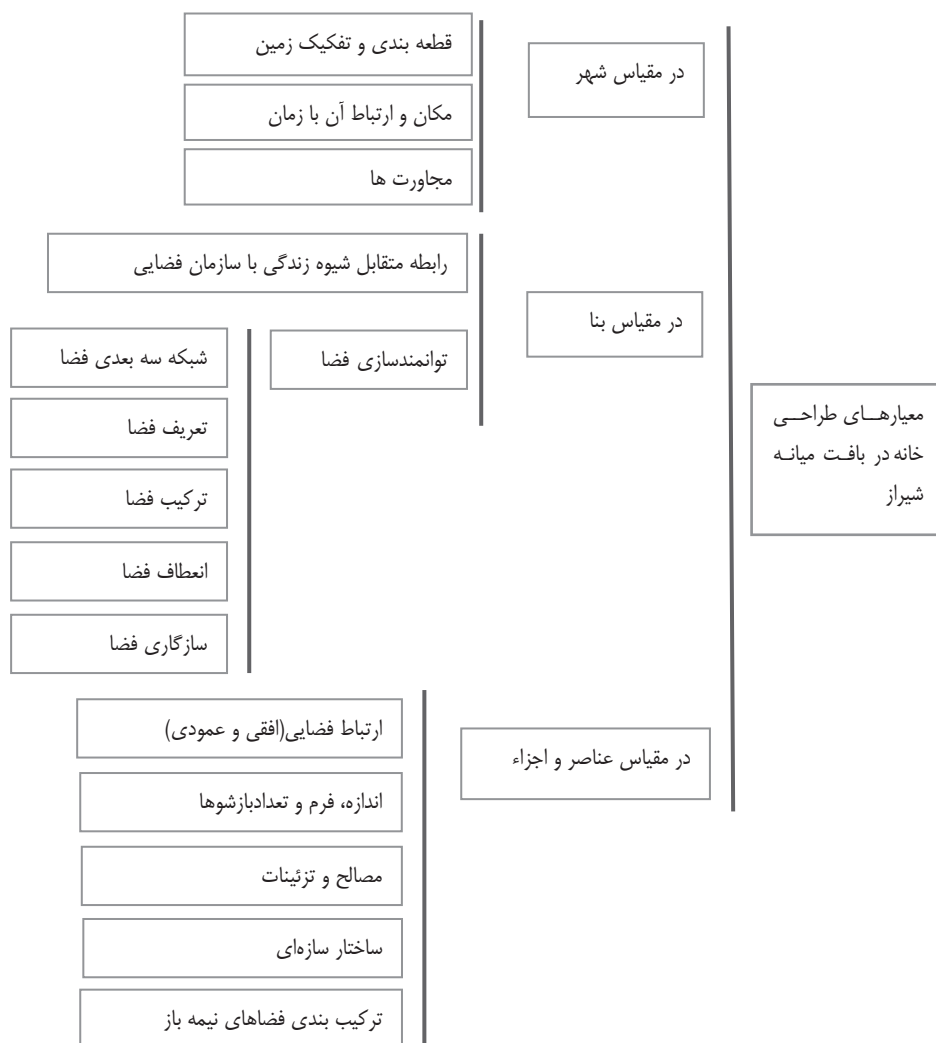 معیارهای طراحی
خانه در بافت میانه
شیراز
در مقیاس شهر
قطعه بندی و تفکیک زمین
مکان و ارتباط آن با زمان
مجاورت ها
در مقیاس بنا
رابطه متقابل شیوه زندگی با سازمان فضایی
توانمندسازی فضا
شبکه سه بعدی فضا
تعریف فضا
ترکیب فضا
انعطاف فضا
سازگاری فضا
در مقیاس عناصر و اجزاء
ارتباط فضایی(افقی و عمودی)
اندازه، فرم و تعدادبازشوها
مصالح و تزئینات
ساختار سازه‌ای
ترکیب بندی فضاهای نیمه باز